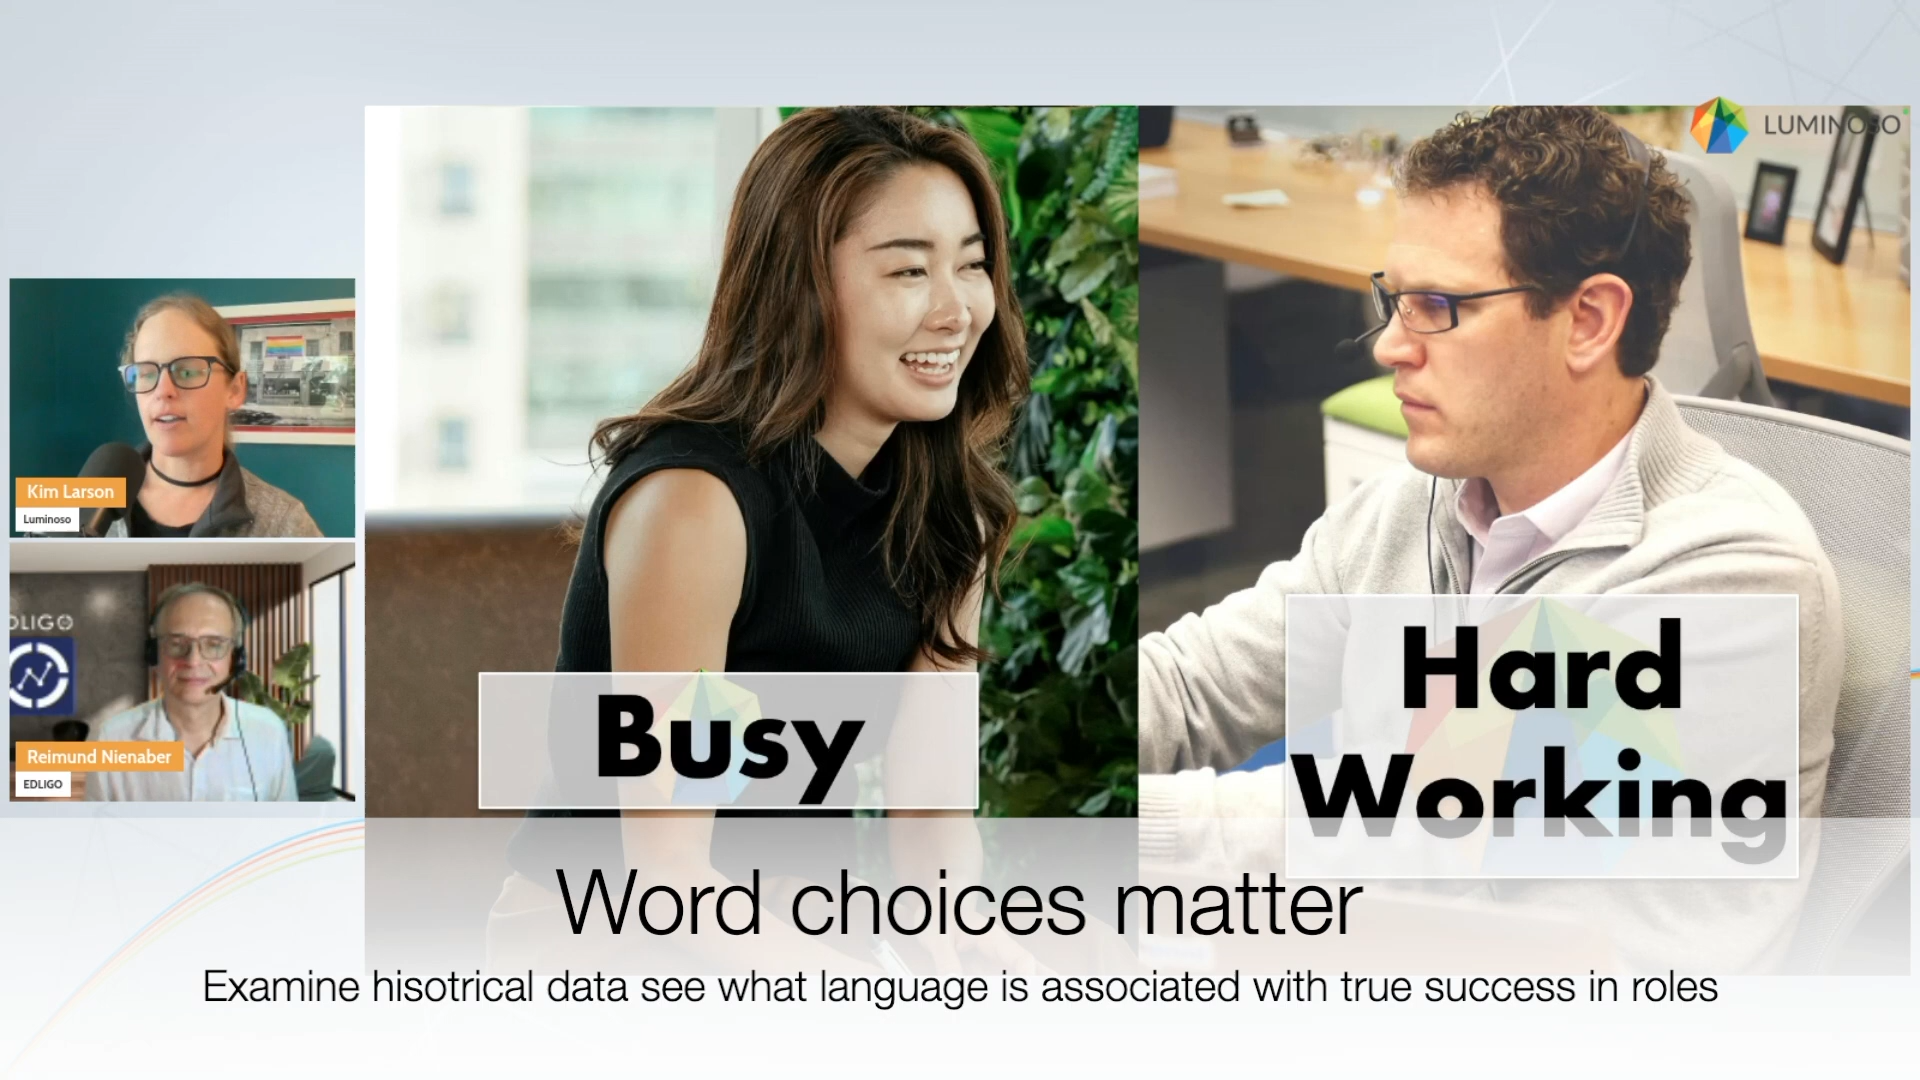 LUMINOSO
Kim Larson
Luminoso
OLIGO
Reimund Nienaber
EDLIGO
Busy
Hard
Working
Word choices matter
Examine hisotrical data see what language is associated with true success in roles